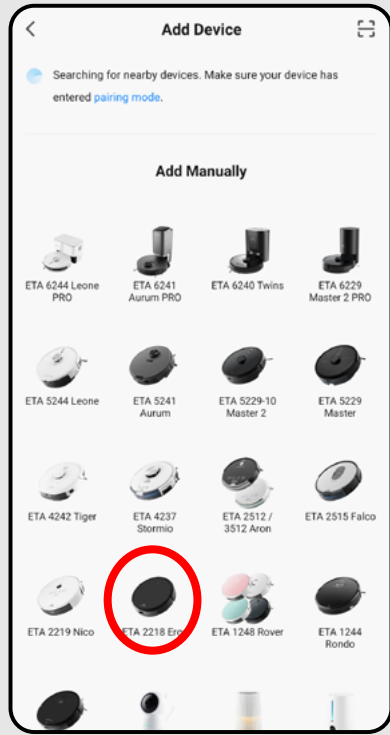 Add Device
Searching for nearby devices. Make sure your device has
entered pairing mode.
Add Manually
ETA 6244 Leone
PRO
ETA 6241
Aurum PRO
ETA 6240 Twins
ETA 6229
Master 2 PRO
ETA 5244 Leone
ETA 5241
Aurum
ETA 5229-10
Master 2
ETA 5229
Master
ETA 4242 Tiger
ETA 4237
Stormio
ETA 2512 /
3512 Aron
ETA 2515 Falco
ETA 2219 Nico
ETA 2218
ETA 1248 Rover
ETA 1244
Rondo